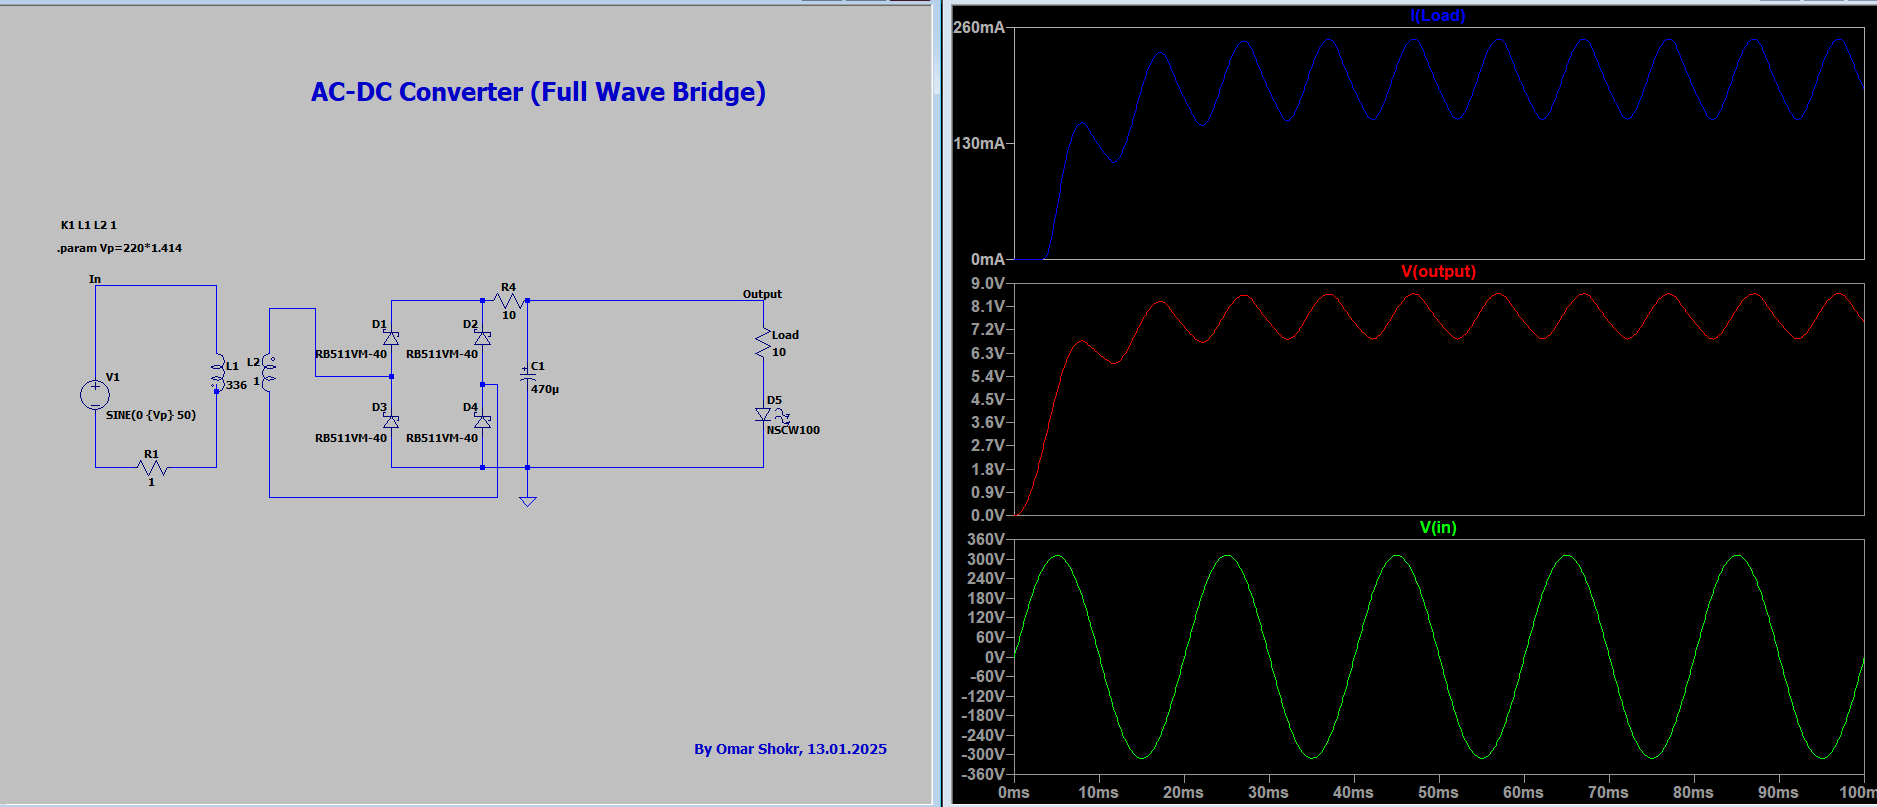 AC-DC Converter (Full Wave Bridge)
K1 L1 L2 1
.param Vp=220*1.414
In
V1
SINE(0 {Vp} 50)
R1
1
L1
336
L2
1
D1
RB511VM-40
D2
RB511VM-40
D3
RB511VM-40
D4
RB511VM-40
R4
10
C1
470µ
Output
Load
10
D5
NSCW100
By Omar Shokr, 13.01.2025
I(Load)
260mA
130mA
0mA
V(output)
9.0V
8.1V
7.2V
6.3V
5.4V
4.5V
3.6V
2.7V
1.8V
0.9V
0.0V
V(in)
360V
300V
240V
180V
120V
60V
0V
-60V
-120V
-180V
-240V
-300V
-360V
0ms 10ms 20ms 30ms 40ms 50ms 60ms 70ms 80ms 90ms 100m